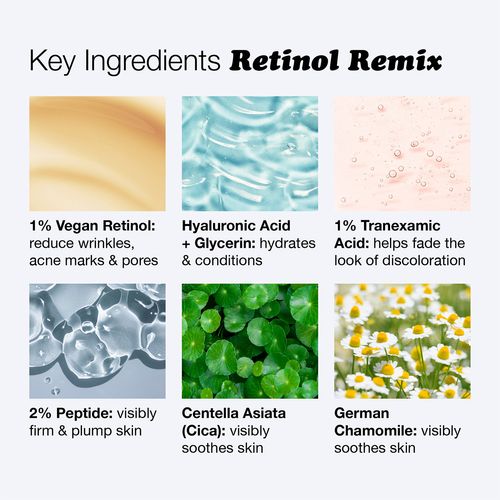 Key Ingredients Retinol Remix
1% Vegan Retinol:
reduce wrinkles,
acne marks & pores
Hyaluronic Acid
+ Glycerin: hydrates
& conditions
1% Tranexamic
Acid: helps fade the
look of discoloration
2% Peptide: visibly
firm & plump skin
Centella Asiata
(Cica): visibly
soothes skin
German
Chamomile: visibly
soothes skin